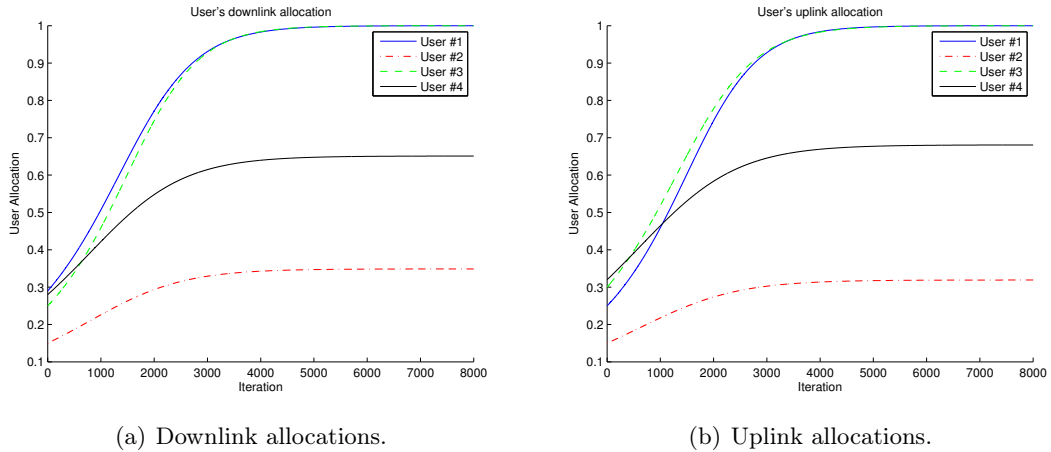 User's downlink allocation
1
0.9
0.8
0.7
0.6
0.5
0.4
0.3
0.2
0.1
User Allocation
User #1
User #2
User #3
User #4
0 1000 2000 3000 4000 5000 6000 7000 8000
Iteration
(a) Downlink allocations.
User's uplink allocation
1
0.9
0.8
0.7
0.6
0.5
0.4
0.3
0.2
0.1
User Allocation
User #1
User #2
User #3
User #4
0 1000 2000 3000 4000 5000 6000 7000 8000
Iteration
(b) Uplink allocations.